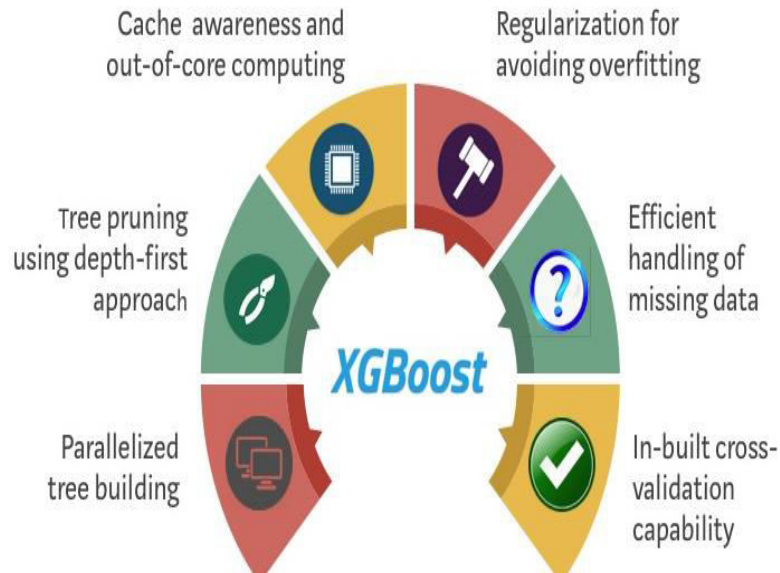 Cache awareness and
out-of-core computing
Regularization for
avoiding overfitting
Tree pruning
using depth-first
approach
Efficient
handling of
missing data
XGBoost
Parallelized
tree building
In-built cross-
validation
capability